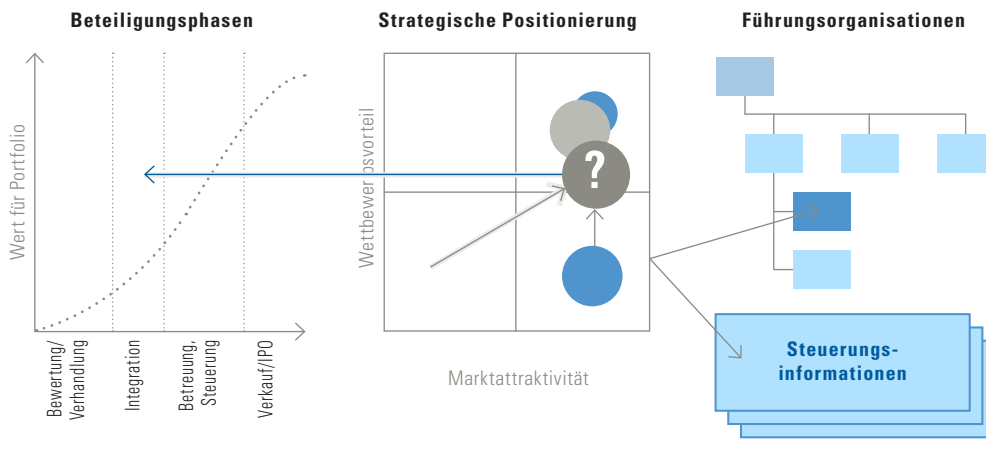 Beteiligungsphasen
Strategische Positionierung
Führungsorganisationen
Wert für Portfolio
Bewertung/
Verhandlung
Integration
Betreuung,
Steuerung
Verkauf/IPO
Wettbewerbsvorteil
?
Marktattraktivität
Steuerungs-
informationen